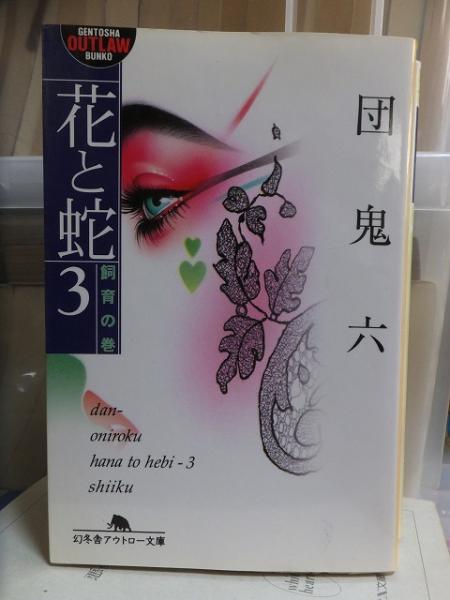 GENTOSHA
OUTLAW
BUNKO
花と蛇
3
飼育の巻
団鬼六
dan-
oniroku
hana to hebi - 3
shiiku
幻冬舎アウトロー文庫